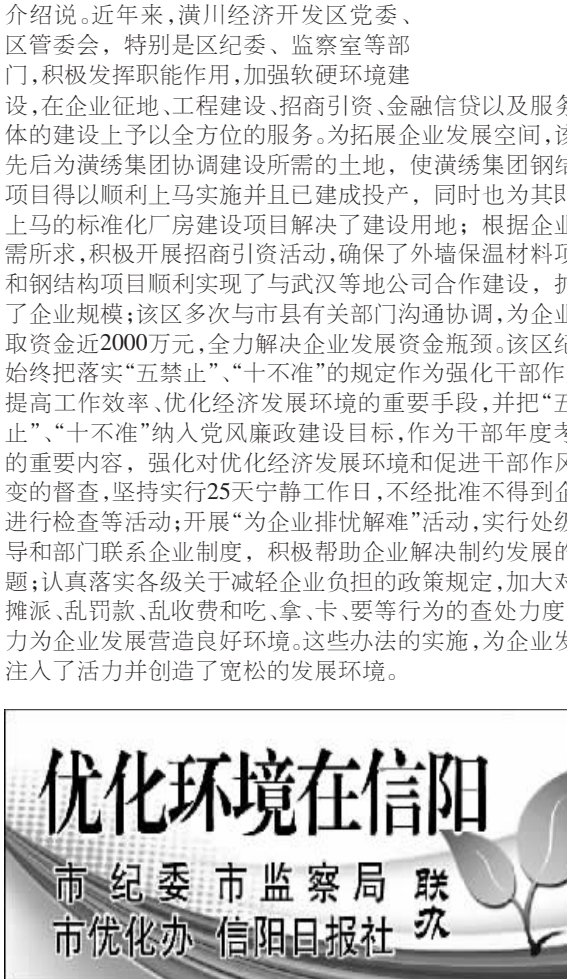 介绍说。近年来,潢川经济开发区党委、
区管委会，特别是区纪委、监察室等部
门,积极发挥职能作用,加强软硬环境建
设,在企业征地、工程建设、招商引资、金融信贷以及服务
体的建设上予以全方位的服务。为拓展企业发展空间,该
先后为潢绣集团协调建设所需的土地，使潢绣集团钢结
项目得以顺利上马实施并且已建成投产，同时也为其即
上马的标准化厂房建设项目解决了建设用地；根据企业
需所求,积极开展招商引资活动,确保了外墙保温材料项
和钢结构项目顺利实现了与武汉等地公司合作建设，扩
了企业规模;该区多次与市县有关部门沟通协调,为企业
取资金近2000万元,全力解决企业发展资金瓶颈。该区纪
始终把落实“五禁止”、“十不准”的规定作为强化干部作
提高工作效率、优化经济发展环境的重要手段,并把“五
止”、“十不准”纳入党风廉政建设目标,作为干部年度考
的重要内容，强化对优化经济发展环境和促进干部作风
变的督查,坚持实行25天宁静工作日,不经批准不得到企
进行检查等活动;开展“为企业排忧解难”活动,实行处级
导和部门联系企业制度，积极帮助企业解决制约发展的
题;认真落实各级关于减轻企业负担的政策规定,加大对
摊派、乱罚款、乱收费和吃、拿、卡、要等行为的查处力度
力为企业发展营造良好环境。这些办法的实施,为企业发
注入了活力并创造了宽松的发展环境。
优化环境在信阳
市纪委 市监察局 联办
市优化办 信阳日报社